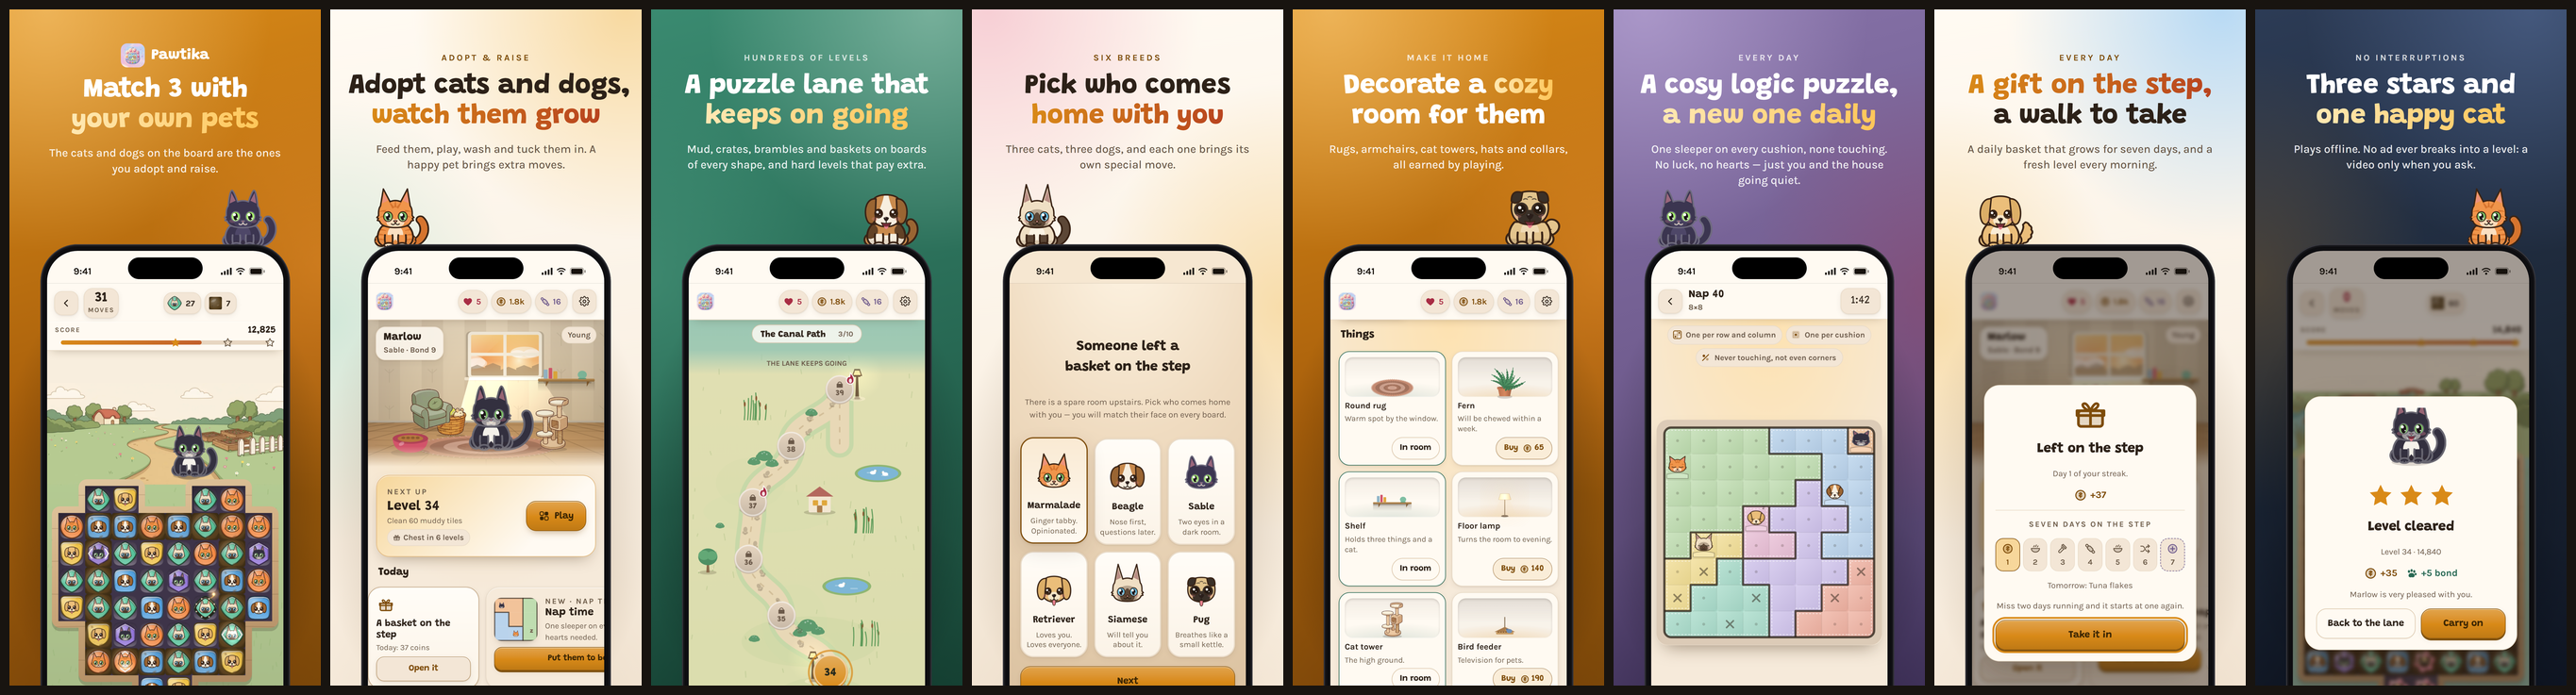 Pawtika
Match 3 with
your own pets
The cats and dogs on the board are the ones
you adopt and raise.
9:41
31
MOVES
27
7
SCORE
12,825
ADOPT & RAISE
Adopt cats and dogs,
watch them grow
Feed them, play, wash and tuck them in. A
happy pet brings extra moves.
9:41
5
1.8k
16
Marlow
Sable · Bond 9
Young
NEXT UP
Level 34
Clean 60 muddy tiles
Chest in 6 levels
Play
Today
A basket on the
step
Today: 37 coins
Open it
NEW · NAP T
Nap time
One sleeper on e
hearts needed.
Put them to be
HUNDREDS OF LEVELS
A puzzle lane that
keeps on going
Mud, crates, brambles and baskets on boards
of every shape, and hard levels that pay extra.
9:41
5
1.8k
16
The Canal Path
3/10
THE LANE KEEPS GOING
39
38
37
36
35
34
SIX BREEDS
Pick who comes
home with you
Three cats, three dogs, and each one brings its
own special move.
9:41
Someone left a
basket on the step
There is a spare room upstairs. Pick who comes home
with you — you will match their face on every board.
Marmalade
Ginger tabby.
Opinionated.
Beagle
Nose first,
questions later.
Sable
Two eyes in a
dark room.
Retriever
Loves you.
Loves everyone.
Siamese
Will tell you
about it.
Pug
Breathes like a
small kettle.
Next
MAKE IT HOME
Decorate a cozy
room for them
Rugs, armchairs, cat towers, hats and collars,
all earned by playing.
9:41
5
1.8k
16
Things
Round rug
Warm spot by the window.
In room
Fern
Will be chewed within a
week.
Buy 65
Shelf
Holds three things and a
cat.
In room
Floor lamp
Turns the room to evening.
Buy 140
Cat tower
The high ground.
In room
Bird feeder
Television for pets.
Buy 190
EVERY DAY
A cosy logic puzzle,
a new one daily
One sleeper on every cushion, none touching.
No luck, no hearts — just you and the house
going quiet.
9:41
Nap 40
8×8
1:42
One per row and column
One per cushion
Never touching, not even corners
EVERY DAY
A gift on the step,
a walk to take
A daily basket that grows for seven days, and a
fresh level every morning.
9:41
Marlow
Young
Left on the step
Day 1 of your streak.
+37
SEVEN DAYS ON THE STEP
1
2
3
4
5
6
7
Tomorrow: Tuna flakes
Miss two days running and it starts at one again.
Take it in
NO INTERRUPTIONS
Three stars and
one happy cat
Plays offline. No ad ever breaks into a level: a
video only when you ask.
9:41
Level cleared
Level 34 · 14,840
+35
+5 bond
Marlow is very pleased with you.
Back to the lane
Carry on